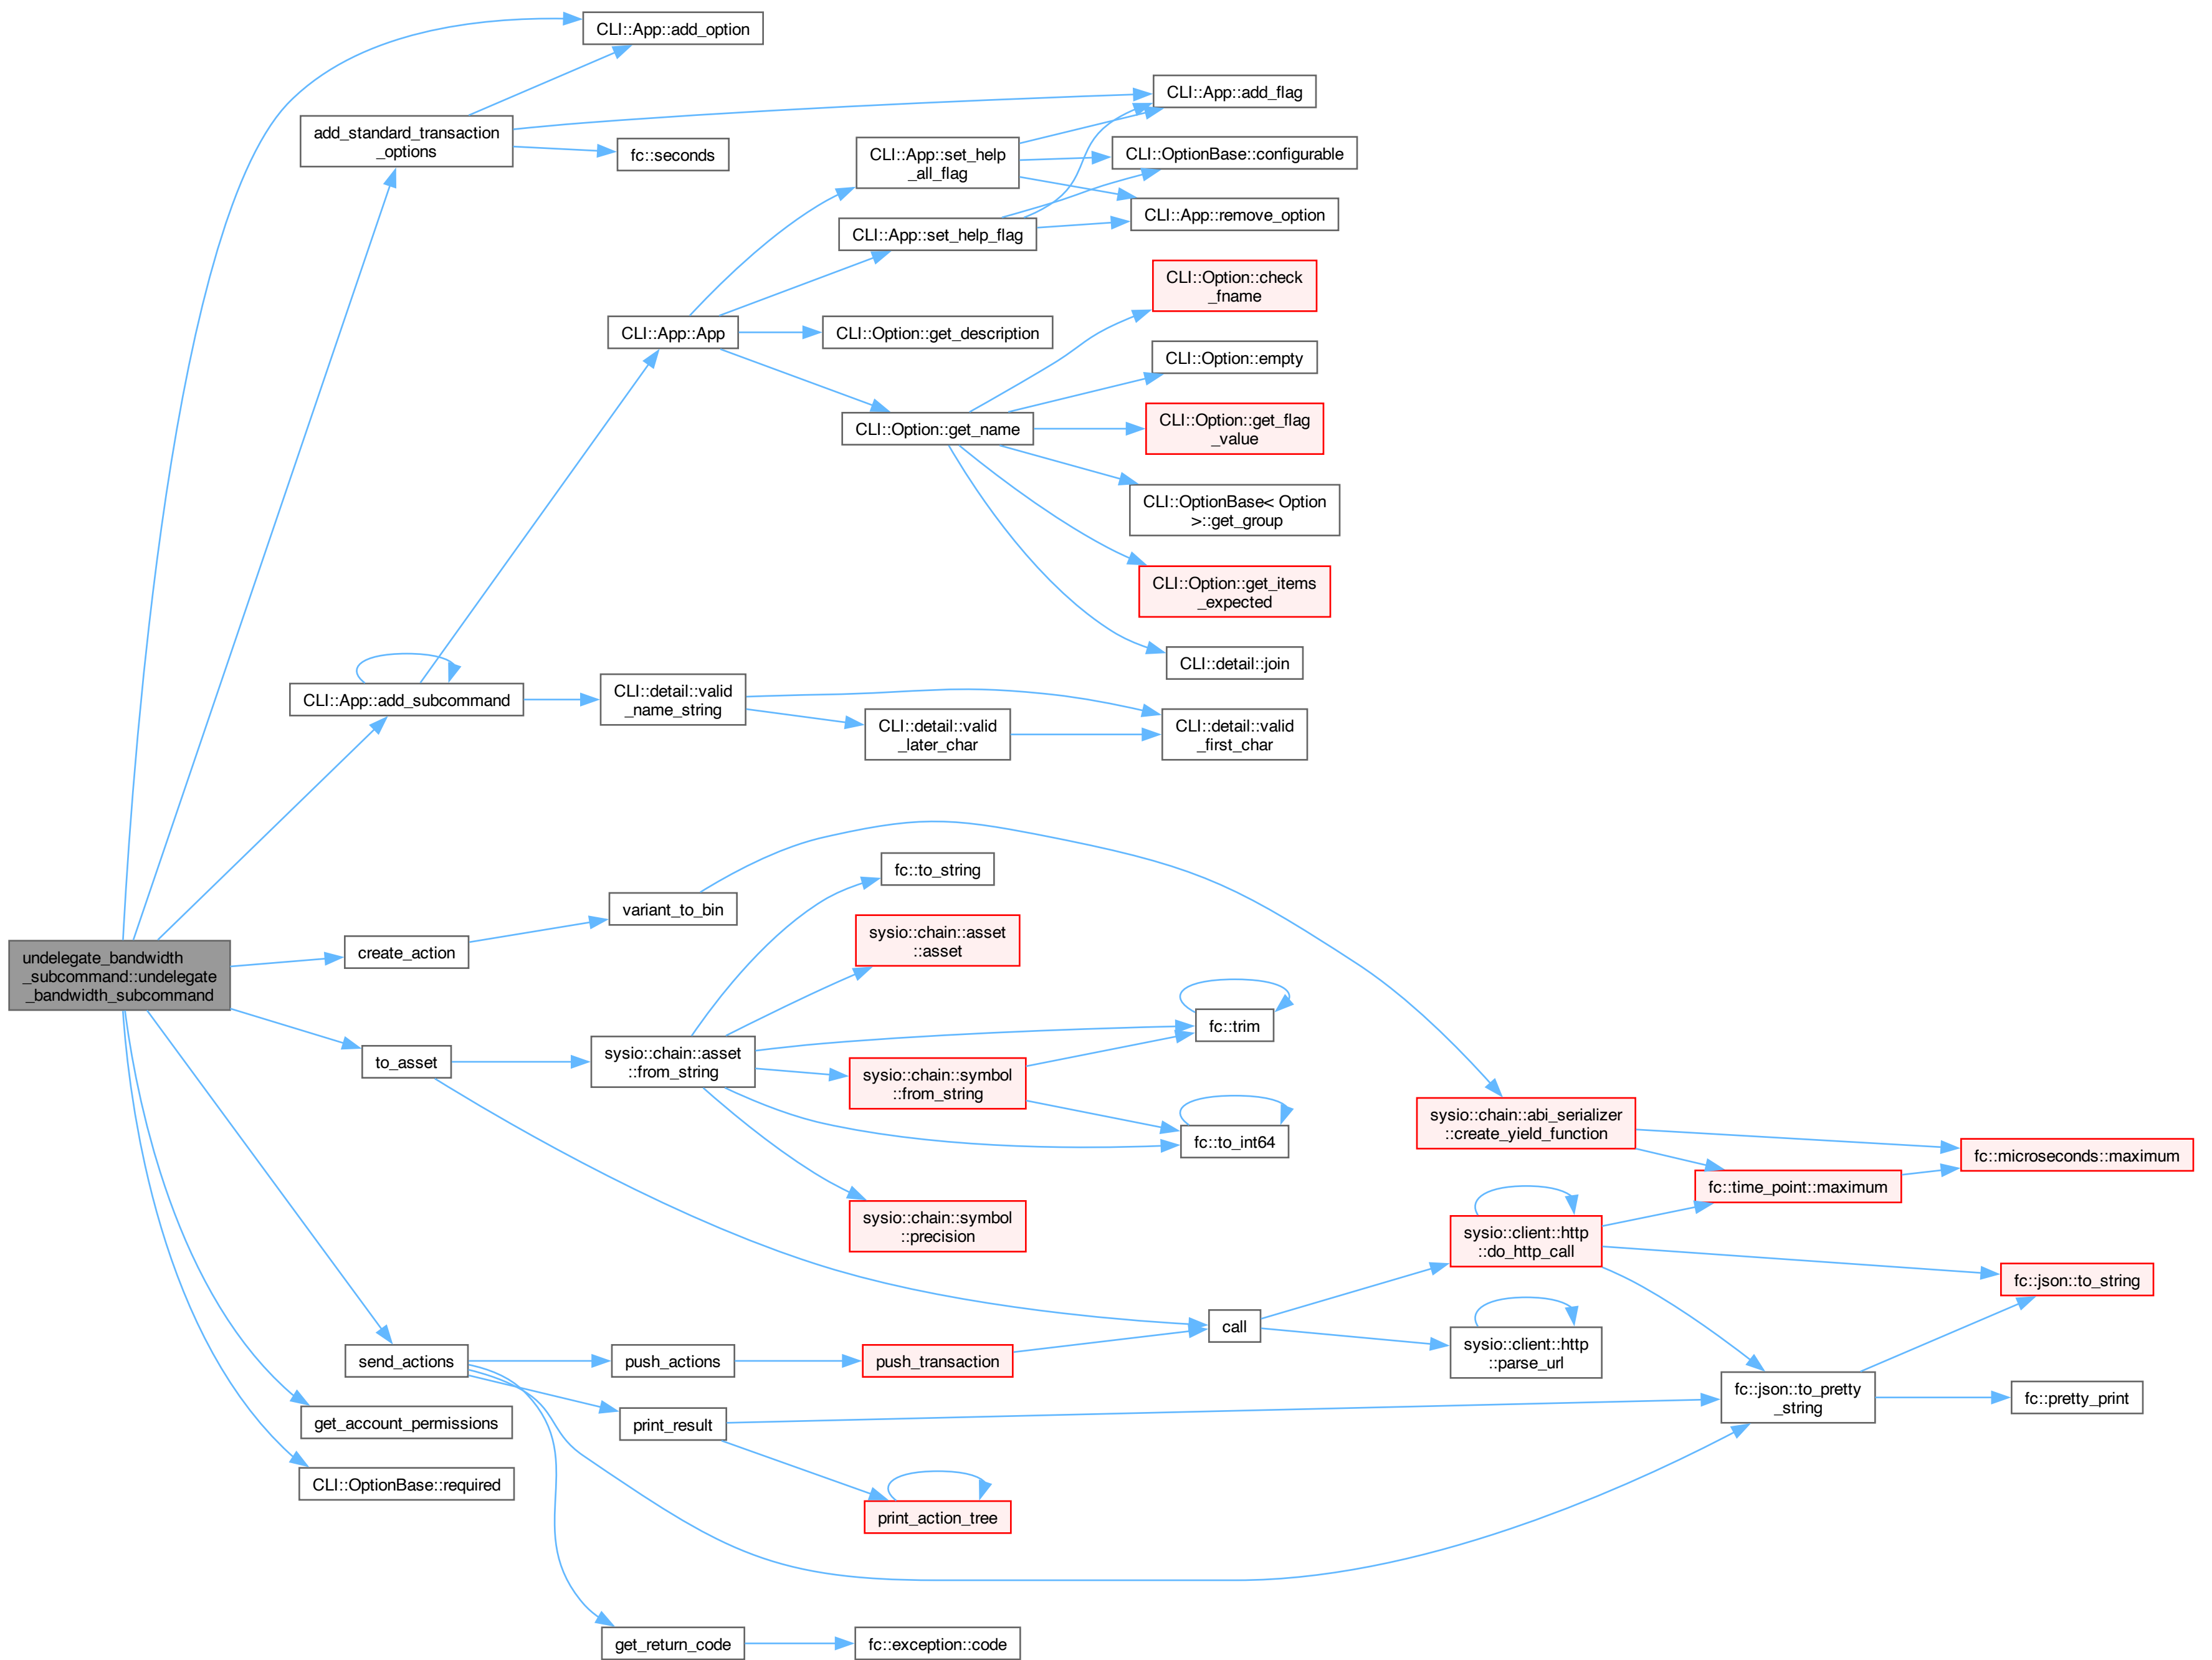 CLI::App::add_option
CLI::App::add_flag
add_standard_transaction
_options
fc::seconds
CLI::App::set_help
_all_flag
CLI::OptionBase::configurable
CLI::App::remove_option
CLI::App::set_help_flag
CLI::Option::check
_fname
CLI::App::App
CLI::Option::get_description
CLI::Option::empty
CLI::Option::get_name
CLI::Option::get_flag
_value
CLI::OptionBase< Option
>::get_group
CLI::Option::get_items
_expected
CLI::detail::join
CLI::App::add_subcommand
CLI::detail::valid
_name_string
CLI::detail::valid
_later_char
CLI::detail::valid
_first_char
fc::to_string
variant_to_bin
create_action
sysio::chain::asset
::asset
undelegate_bandwidth
_subcommand::undelegate
_bandwidth_subcommand
fc::trim
to_asset
sysio::chain::asset
::from_string
sysio::chain::symbol
::from_string
fc::to_int64
sysio::chain::abi_serializer
::create_yield_function
fc::microseconds::maximum
fc::time_point::maximum
sysio::chain::symbol
::precision
sysio::client::http
::do_http_call
fc::json::to_string
call
sysio::client::http
::parse_url
send_actions
push_actions
push_transaction
fc::json::to_pretty
_string
fc::pretty_print
get_account_permissions
print_result
CLI::OptionBase::required
print_action_tree
get_return_code
fc::exception::code